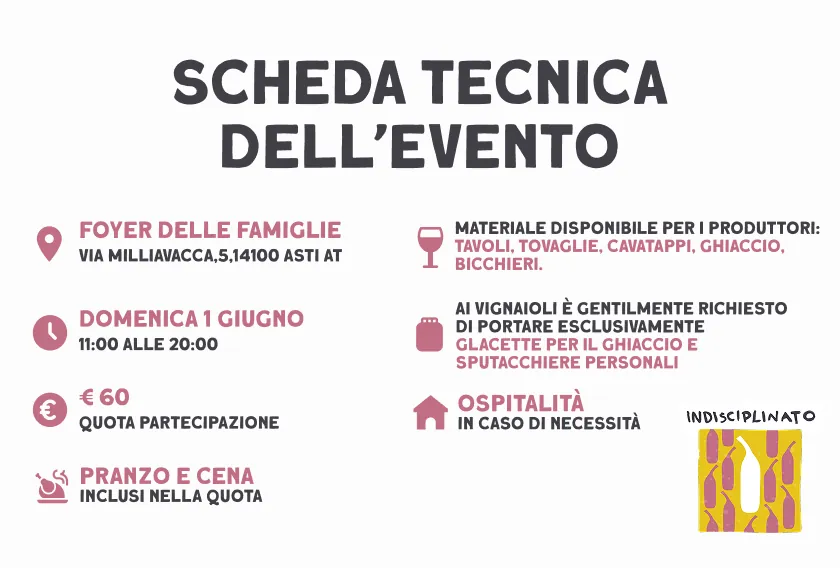 SCHEDA TECNICA
DELL'EVENTO
FOYER DELLE FAMIGLIE
VIA MILLIAVACCA,5,14100 ASTI AT
DOMENICA 1 GIUGNO
11:00 ALLE 20:00
€ 60
QUOTA PARTECIPAZIONE
PRANZO E CENA
INCLUSI NELLA QUOTA
MATERIALE DISPONIBILE PER I PRODUTTORI:
TAVOLI, TOVAGLIE, CAVATAPPI, GHIACCIO,
BICCHIERI.
AI VIGNAIOLI È GENTILMENTE RICHIESTO
DI PORTARE ESCLUSIVAMENTE
GLACETTE PER IL GHIACCIO E
SPUTACCHIERE PERSONALI
OSPITALITÀ
IN CASO DI NECESSITÀ
INDISCIPLINATO